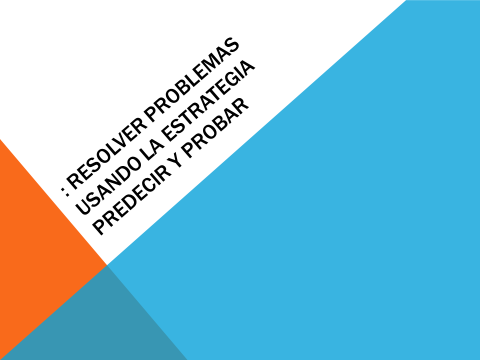 : RESOLVER PROBLEMAS
USANDO LA ESTRATEGIA
PREDECIR Y PROBAR